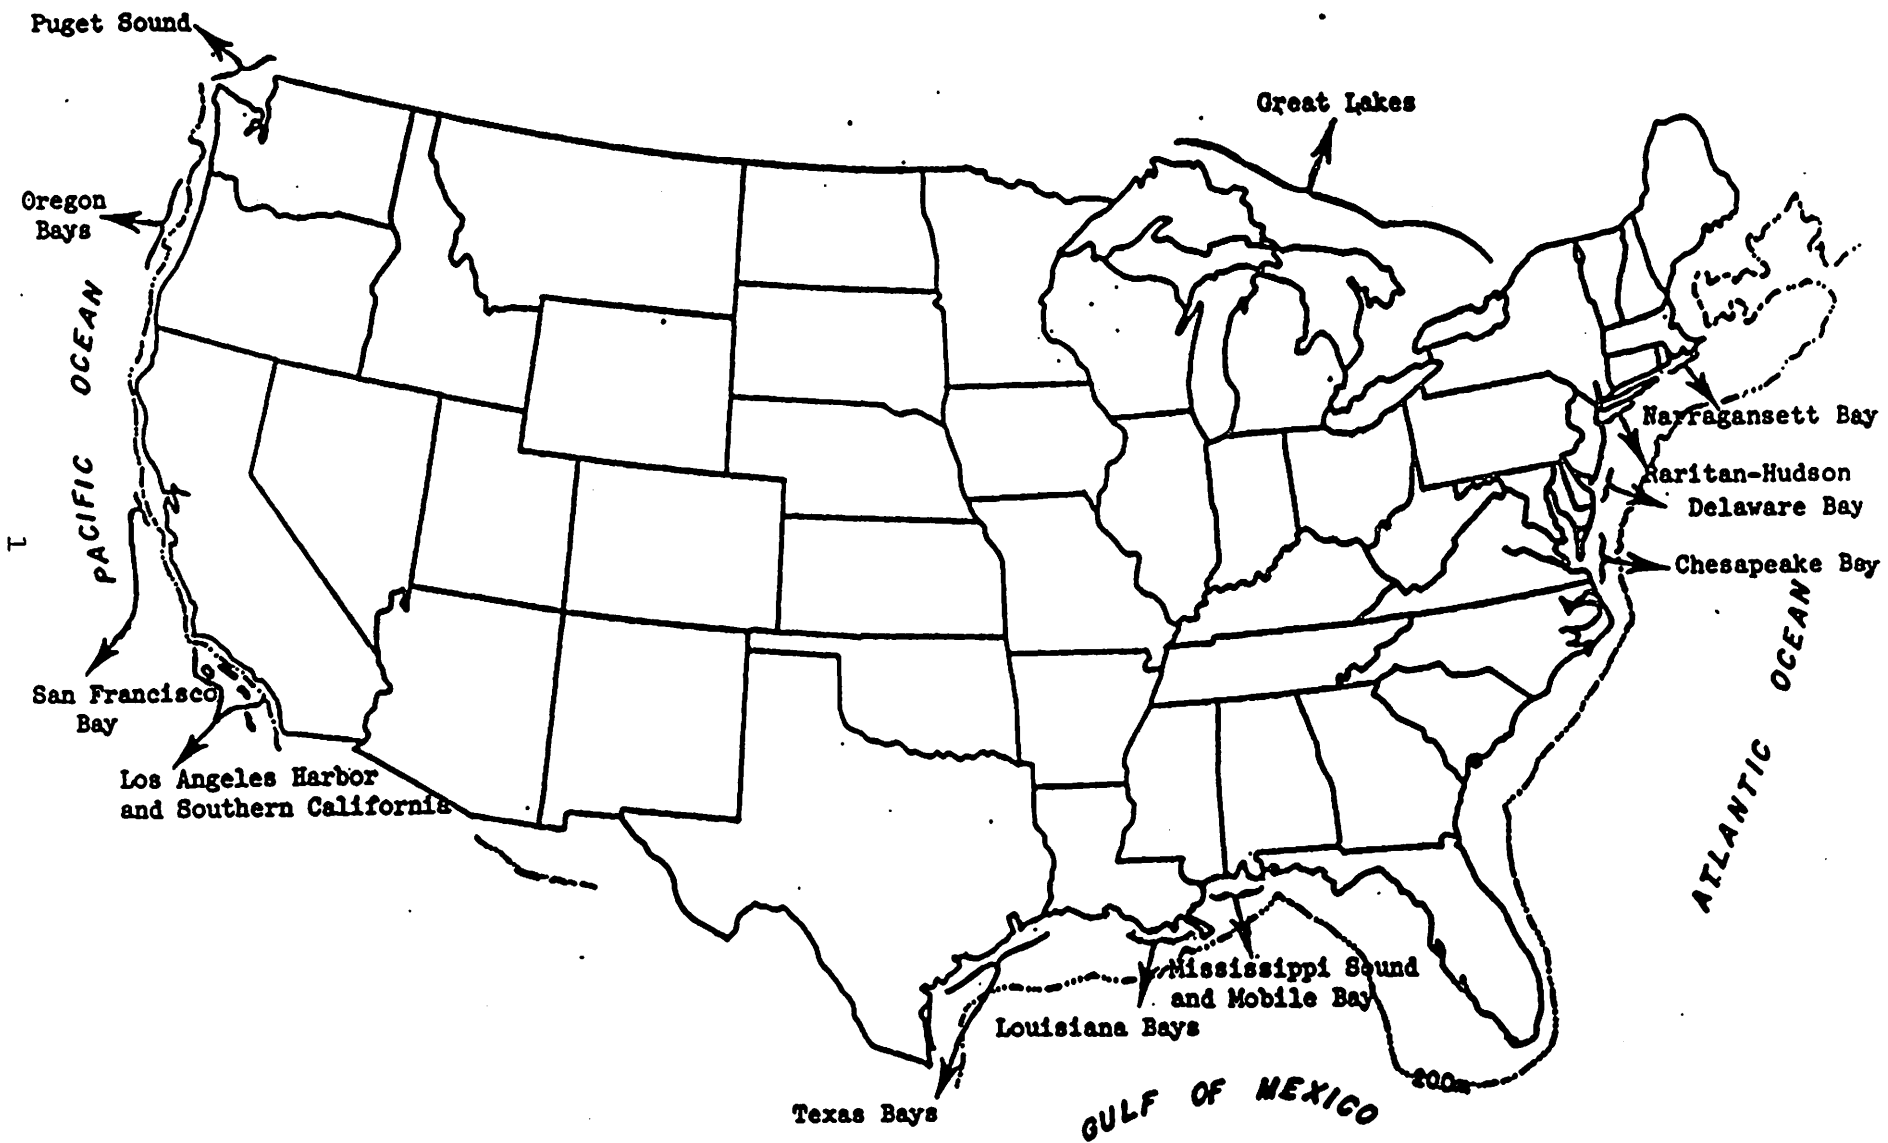 Puget Sound
Great Lakes
Oregon
Bays
PACIFIC OCEAN
Narragansett Bay
Raritan-Hudson
Delaware Bay
Chesapeake Bay
1
San Francisco
Bay
Los Angeles Harbor
and Southern California
ATLANTIC OCEAN
Mississippi Sound
and Mobile Bay
Louisiana Bays
200m
Texas Bays
GULF OF MEXICO